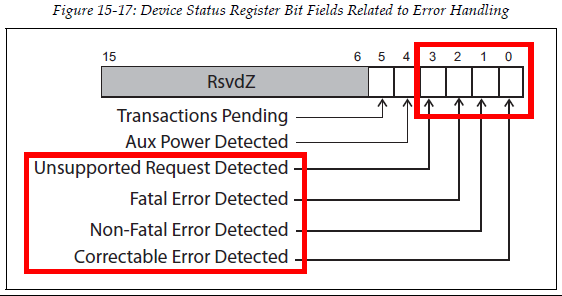 Figure 15-17: Device Status Register Bit Fields Related to Error Handling
15 6 5 4 3 2 1 0
RsvdZ
Transactions Pending
Aux Power Detected
Unsupported Request Detected
Fatal Error Detected
Non-Fatal Error Detected
Correctable Error Detected